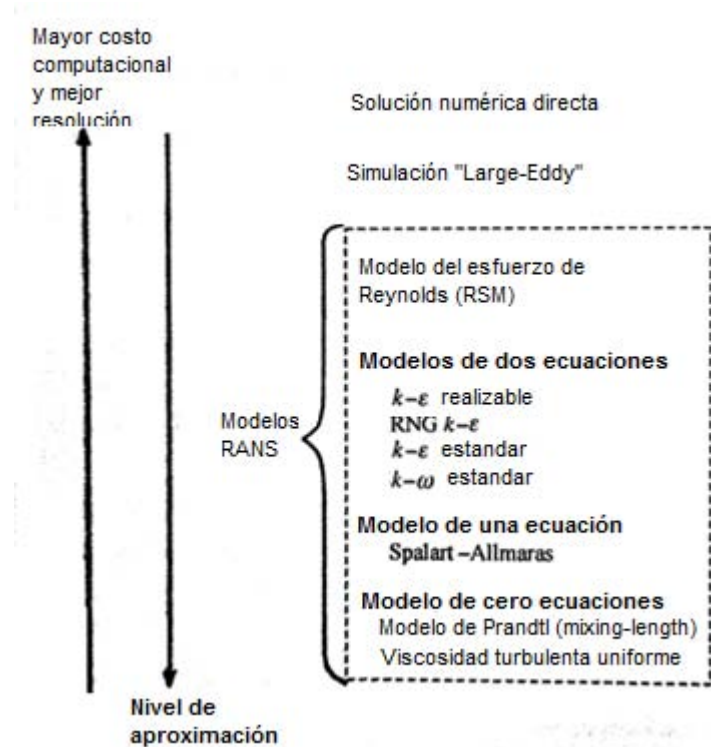 Mayor costo
computacional
y mejor
resolución
Solución numérica directa
Simulación "Large-Eddy"
Modelos
RANS
Modelo del esfuerzo de
Reynolds (RSM)
Modelos de dos ecuaciones
k-ε realizable
RNG k-ε
k-ε estandar
k-ω estandar
Modelo de una ecuación
Spalart-Allmaras
Modelo de cero ecuaciones
Modelo de Prandtl (mixing-length)
Viscosidad turbulenta uniforme
Nivel de
aproximación